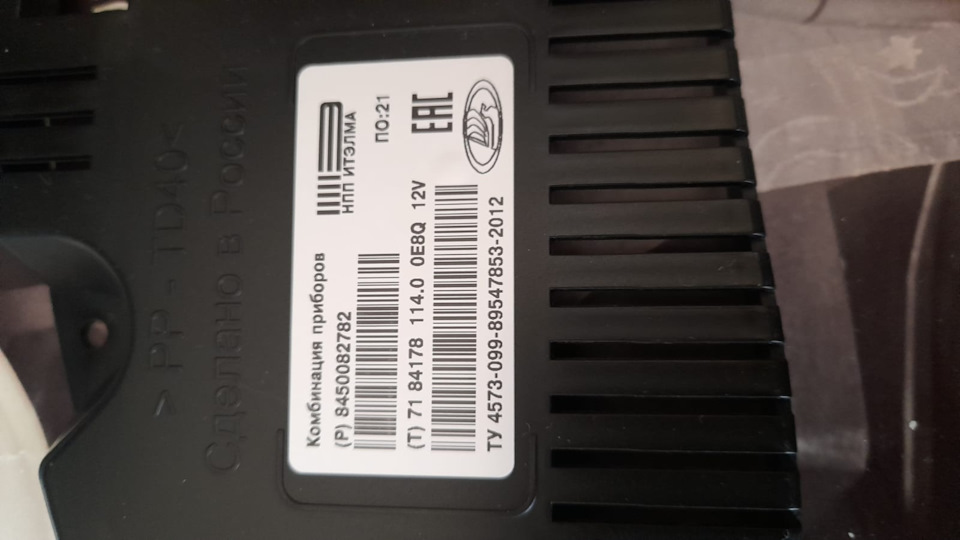 > PP - TD40 <
Сделано в России
Комбинация приборов
НПП ИТЭЛМА
(P) 8450082782
ПО:21
(T) 71 84178 114.0 0E8Q 12V
EAC
ТУ 4573-099-89547853-2012